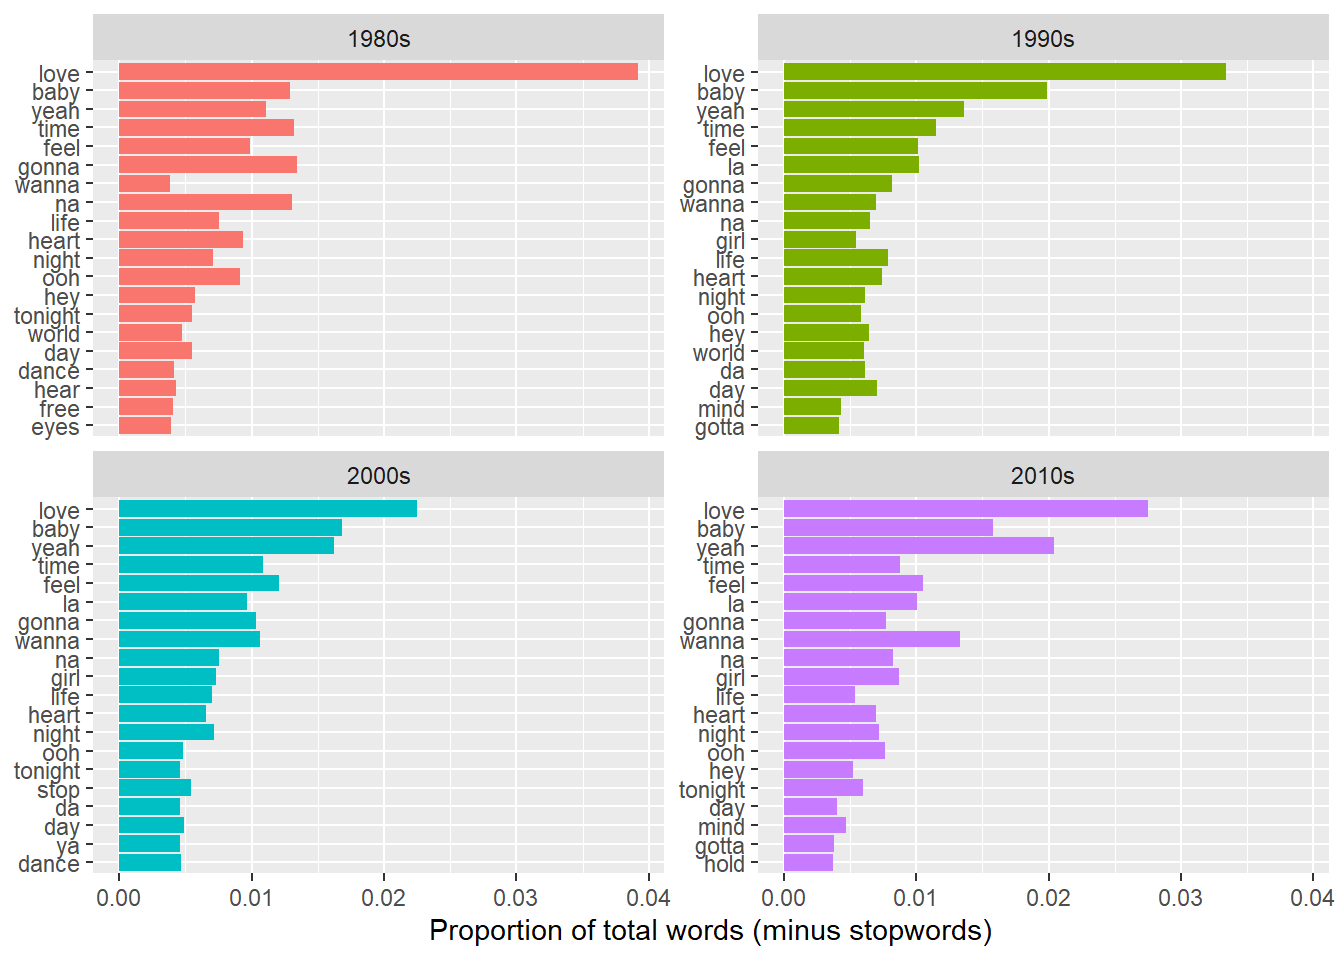 1980s
love
baby
yeah
time
feel
gonna
wanna
na
life
heart
night
ooh
hey
tonight
world
day
dance
hear
free
eyes
1990s
love
baby
yeah
time
feel
la
gonna
wanna
na
girl
life
heart
night
ooh
hey
world
da
day
mind
gotta
2000s
love
baby
yeah
time
feel
la
gonna
wanna
na
girl
life
heart
night
ooh
tonight
stop
da
day
ya
dance
0.00 0.01 0.02 0.03 0.04
2010s
love
baby
yeah
time
feel
la
gonna
wanna
na
girl
life
heart
night
ooh
hey
tonight
day
mind
gotta
hold
0.00 0.01 0.02 0.03 0.04
Proportion of total words (minus stopwords)